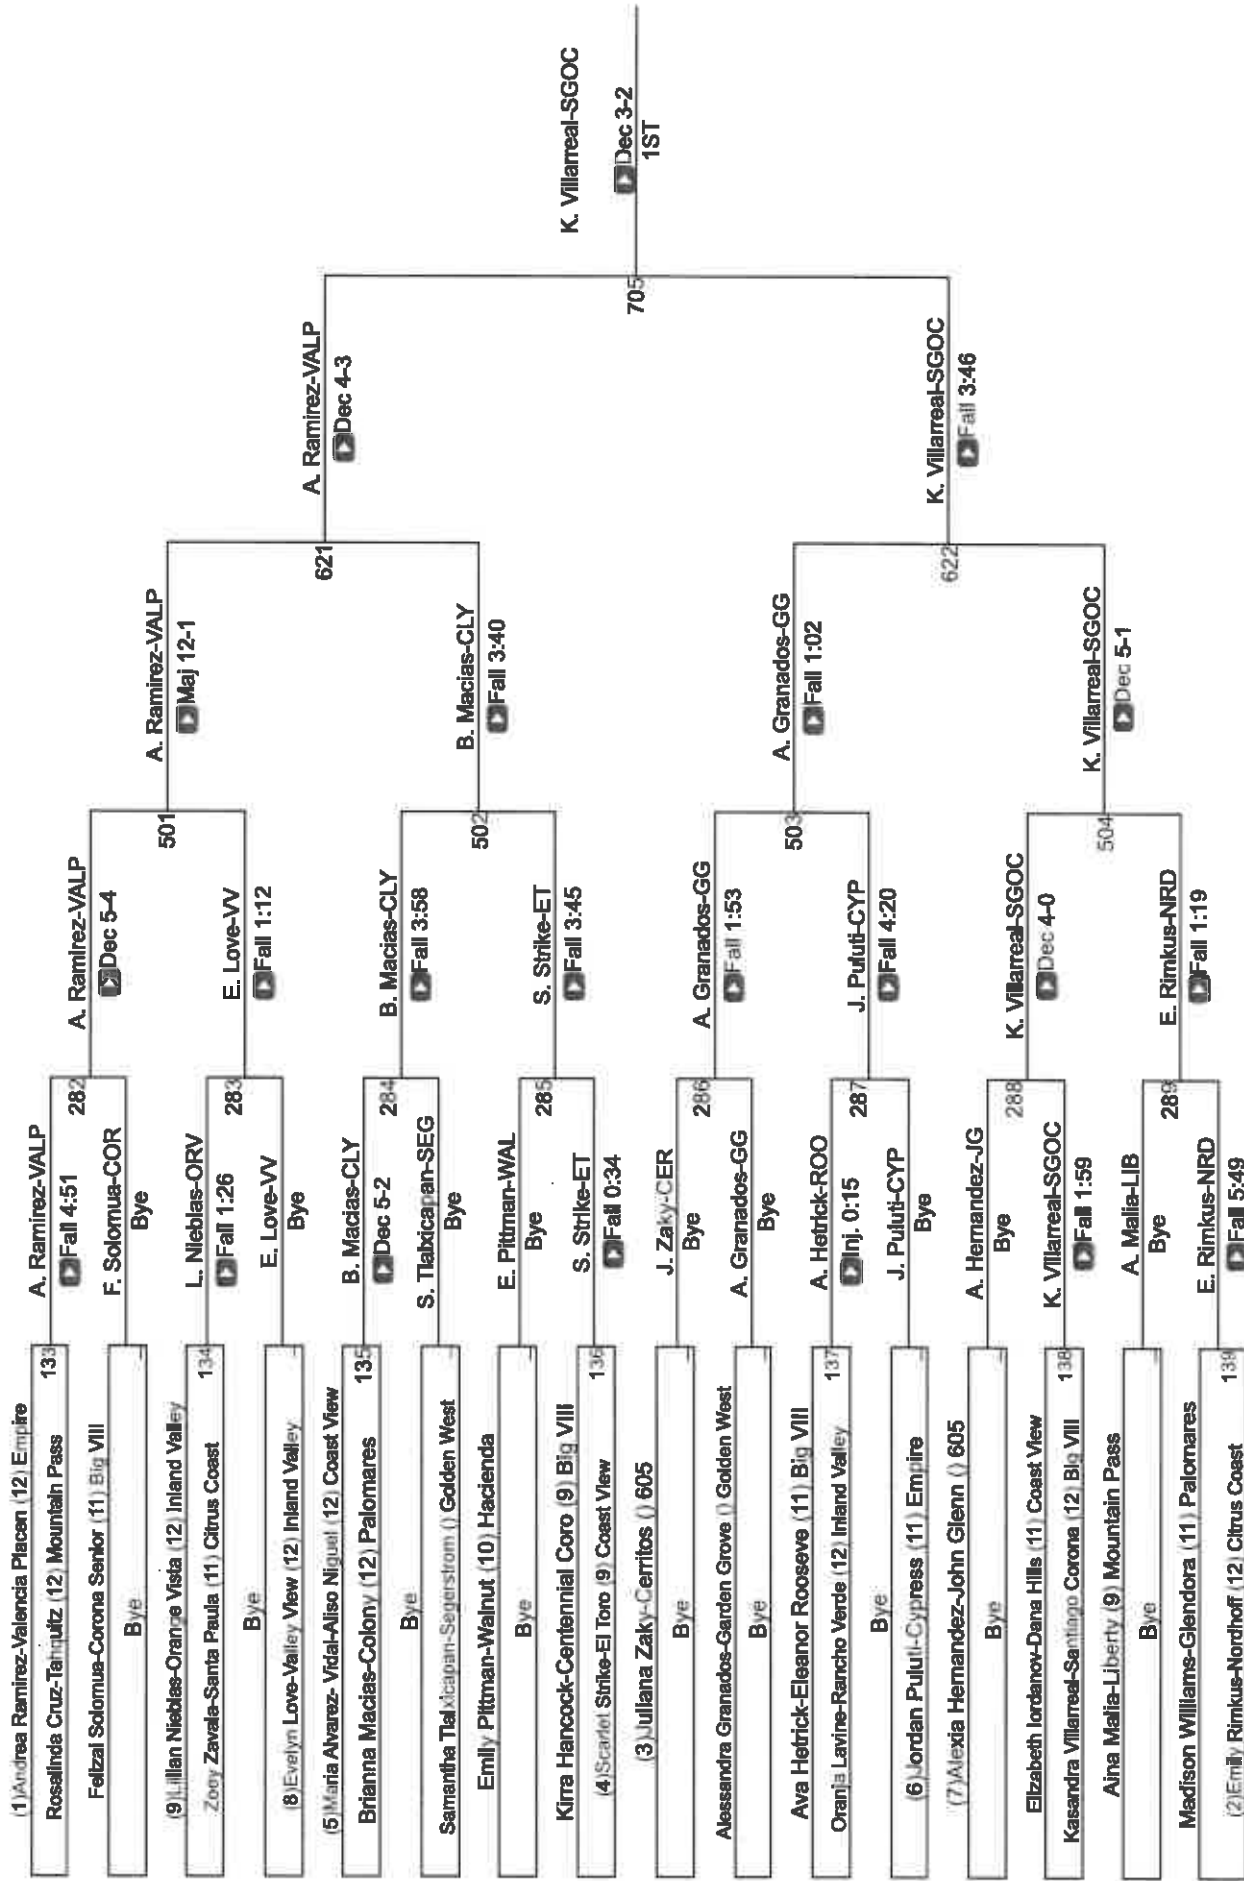 (1)Andrea Ramirez-Valencia Placen (12) Empire
133
Rosalinda Cruz-Tahquitz (12) Mountain Pass
Felizal Solomua-Corona Senior (11) Big VIII
Bye
(9)Lillian Nieblas-Orange Vista (12) Inland Valley
134
Zoey Zavala-Santa Paula (11) Citrus Coast
Bye
(8)Evelyn Love-Valley View (12) Inland Valley
(5)Maria Alvarez- Vidal-Aliso Niguel (12) Coast View
135
Brianna Macias-Colony (12) Palomares
Bye
Samantha Tlalxicapan-Segerstrom () Golden West
Emily Pittman-Walnut (10) Hacienda
Bye
Kirra Hancock-Centennial Coro (9) Big VIII
136
(4)Scarlet Strike-El Toro (9) Coast View
(3)Juliana Zaky-Cerritos () 605
Bye
Alessandra Granados-Garden Grove () Golden West
Bye
Ava Hetrick-Eleanor Rooseve (11) Big VIII
137
Oranja Lavine-Rancho Verde (12) Inland Valley
Bye
(6)Jordan Puluti-Cypress (11) Empire
(7)Alexia Hernandez-John Glenn () 605
Bye
Elizabeth Iordanov-Dana Hills (11) Coast View
138
Kasandra Villarreal-Santiago Corona (12) Big VIII
Aina Malia-Liberty (9) Mountain Pass
Bye
Madison Williams-Glendora (11) Palomares
139
(2)Emily Rimkus-Nordhoff (12) Citrus Coast
A. Ramirez-VALP
Fall 4:51
282
F. Solomua-COR
Bye
L. Nieblas-ORV
Fall 1:26
283
E. Love-VV
Bye
B. Macias-CLY
Dec 5-2
284
S. Tlalxicapan-SEG
Bye
E. Pittman-WAL
Bye
285
S. Strike-ET
Fall 0:34
J. Zaky-CER
Bye
286
A. Granados-GG
Bye
A. Hetrick-ROO
Inj. 0:15
287
J. Puluti-CYP
Bye
A. Hernandez-JG
Bye
288
K. Villarreal-SGOC
Fall 1:59
A. Malia-LIB
Bye
289
E. Rimkus-NRD
Fall 5:49
A. Ramirez-VALP
Dec 5-4
501
E. Love-VV
Fall 1:12
B. Macias-CLY
Fall 3:58
502
S. Strike-ET
Fall 3:45
A. Granados-GG
Fall 1:53
503
J. Puluti-CYP
Fall 4:20
K. Villarreal-SGOC
Dec 4-0
504
E. Rimkus-NRD
Fall 1:19
A. Ramirez-VALP
Maj 12-1
621
B. Macias-CLY
Fall 3:40
A. Granados-GG
Fall 1:02
622
K. Villarreal-SGOC
Dec 5-1
A. Ramirez-VALP
Dec 4-3
705
K. Villarreal-SGOC
Fall 3:46
K. Villarreal-SGOC
Dec 3-2
1ST